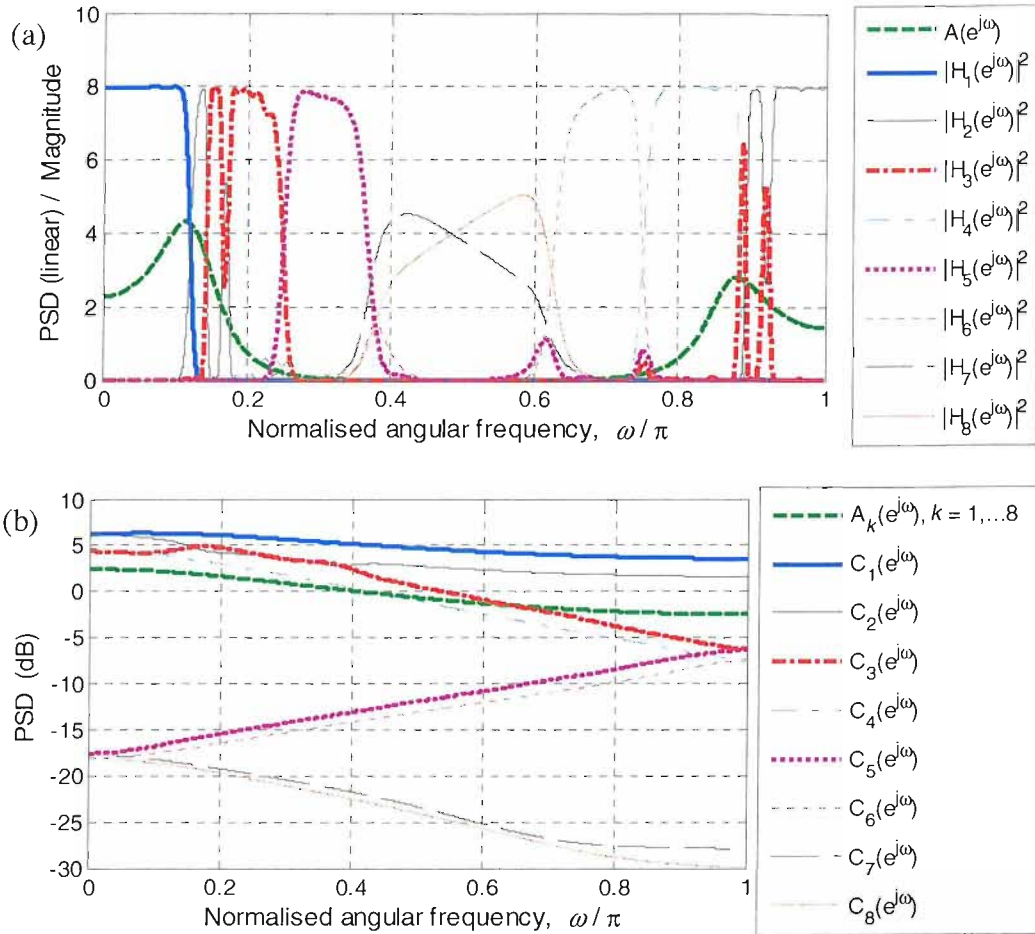 (a)
PSD (linear) / Magnitude
10
8
6
4
2
0
0
0.2
0.4
0.6
0.8
1
Normalised angular frequency, ω/π
A(e^{jω})
|H_1(e^{jω})|^2
|H_2(e^{jω})|^2
|H_3(e^{jω})|^2
|H_4(e^{jω})|^2
|H_5(e^{jω})|^2
|H_6(e^{jω})|^2
|H_7(e^{jω})|^2
|H_8(e^{jω})|^2
(b)
PSD (dB)
10
5
0
-5
-10
-15
-20
-25
-30
0
0.2
0.4
0.6
0.8
1
Normalised angular frequency, ω/π
A_k(e^{jω}), k = 1,...8
C_1(e^{jω})
C_2(e^{jω})
C_3(e^{jω})
C_4(e^{jω})
C_5(e^{jω})
C_6(e^{jω})
C_7(e^{jω})
C_8(e^{jω})